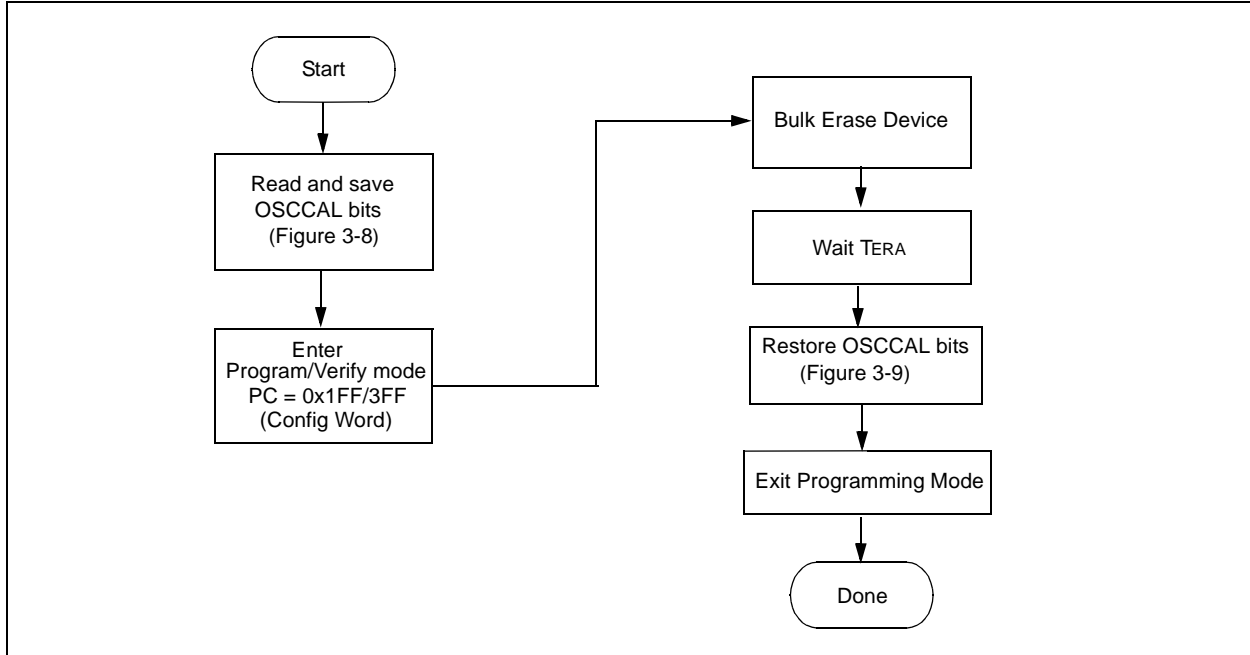 Start
Read and save
OSCCAL bits
(Figure 3-8)
Enter
Program/Verify mode
PC = 0x1FF/3FF
(Config Word)
Bulk Erase Device
Wait TERA
Restore OSCCAL bits
(Figure 3-9)
Exit Programming Mode
Done